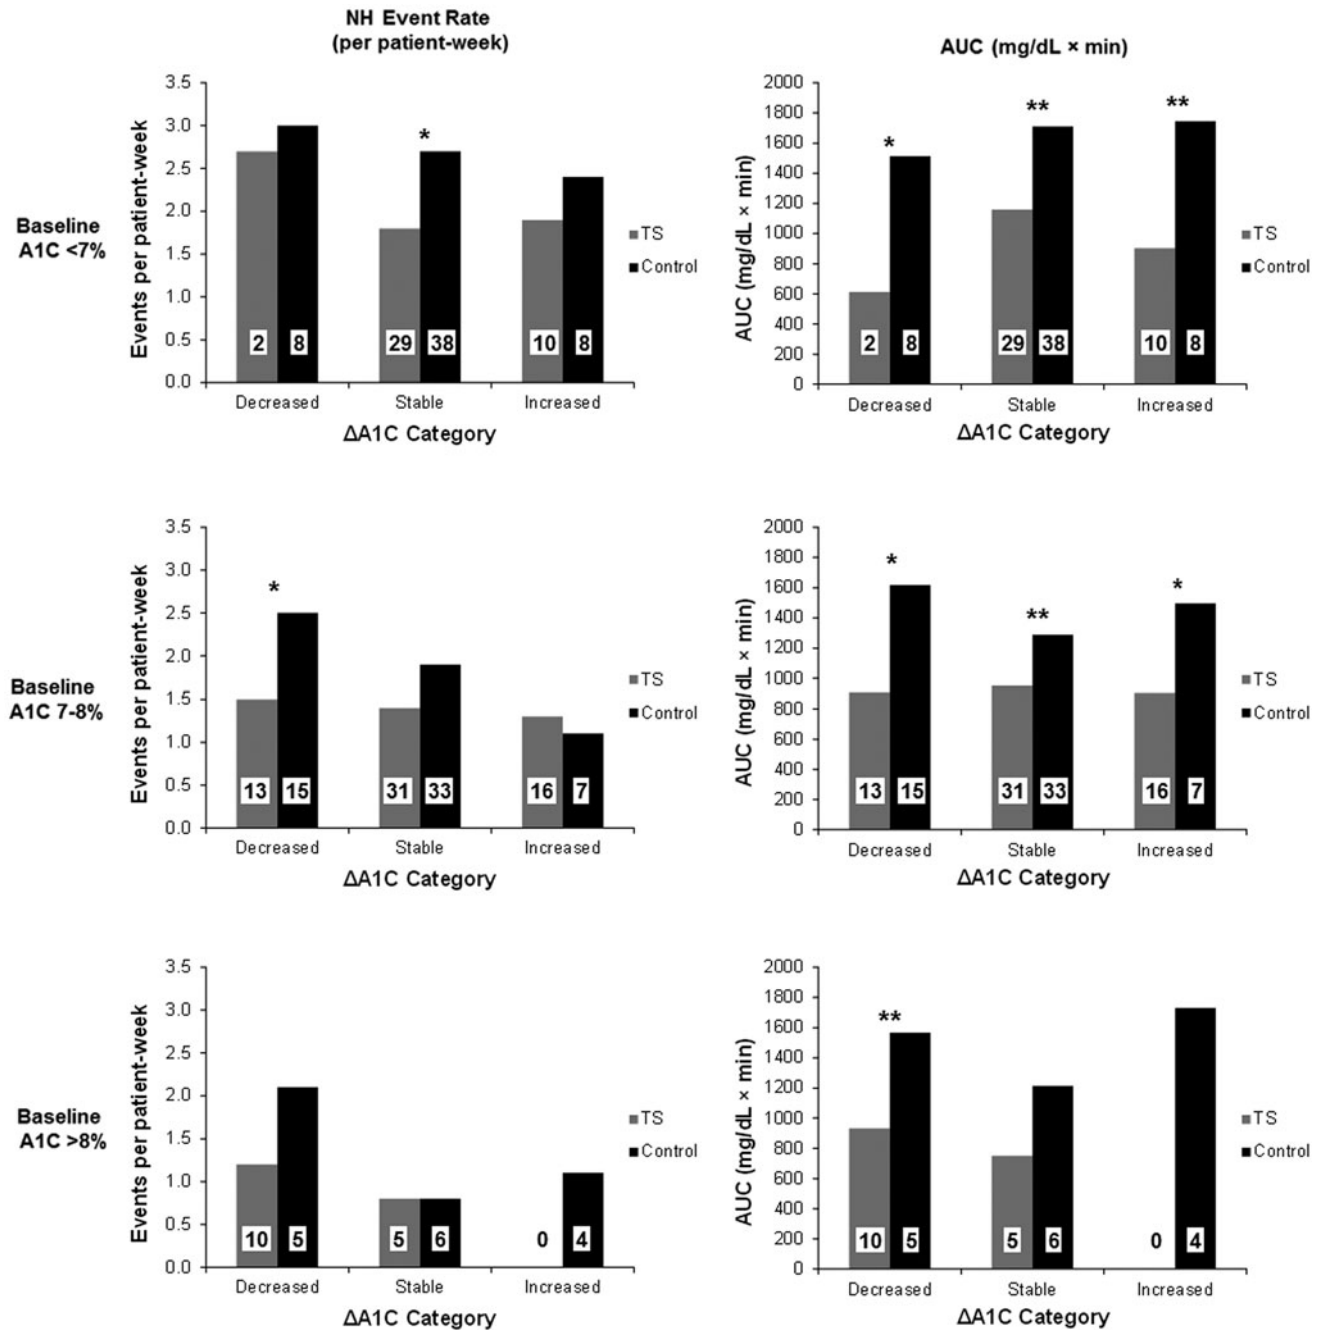 NH Event Rate
(per patient-week)
AUC (mg/dL × min)
Baseline
A1C <7%
Events per patient-week
3.5
3.0
2.5
2.0
1.5
1.0
0.5
0.0
*
2 8 29 38 10 8
Decreased Stable Increased
ΔA1C Category
TS
Control
AUC (mg/dL × min)
2000
1800
1600
1400
1200
1000
800
600
400
200
0
* ** **
2 8 29 38 10 8
Decreased Stable Increased
ΔA1C Category
TS
Control
Baseline
A1C 7-8%
Events per patient-week
3.5
3.0
2.5
2.0
1.5
1.0
0.5
0.0
*
13 15 31 33 16 7
Decreased Stable Increased
ΔA1C Category
TS
Control
AUC (mg/dL × min)
2000
1800
1600
1400
1200
1000
800
600
400
200
0
* ** *
13 15 31 33 16 7
Decreased Stable Increased
ΔA1C Category
TS
Control
Baseline
A1C >8%
Events per patient-week
3.5
3.0
2.5
2.0
1.5
1.0
0.5
0.0
10 5 5 6 0 4
Decreased Stable Increased
ΔA1C Category
TS
Control
AUC (mg/dL × min)
2000
1800
1600
1400
1200
1000
800
600
400
200
0
**
10 5 5 6 0 4
Decreased Stable Increased
ΔA1C Category
TS
Control